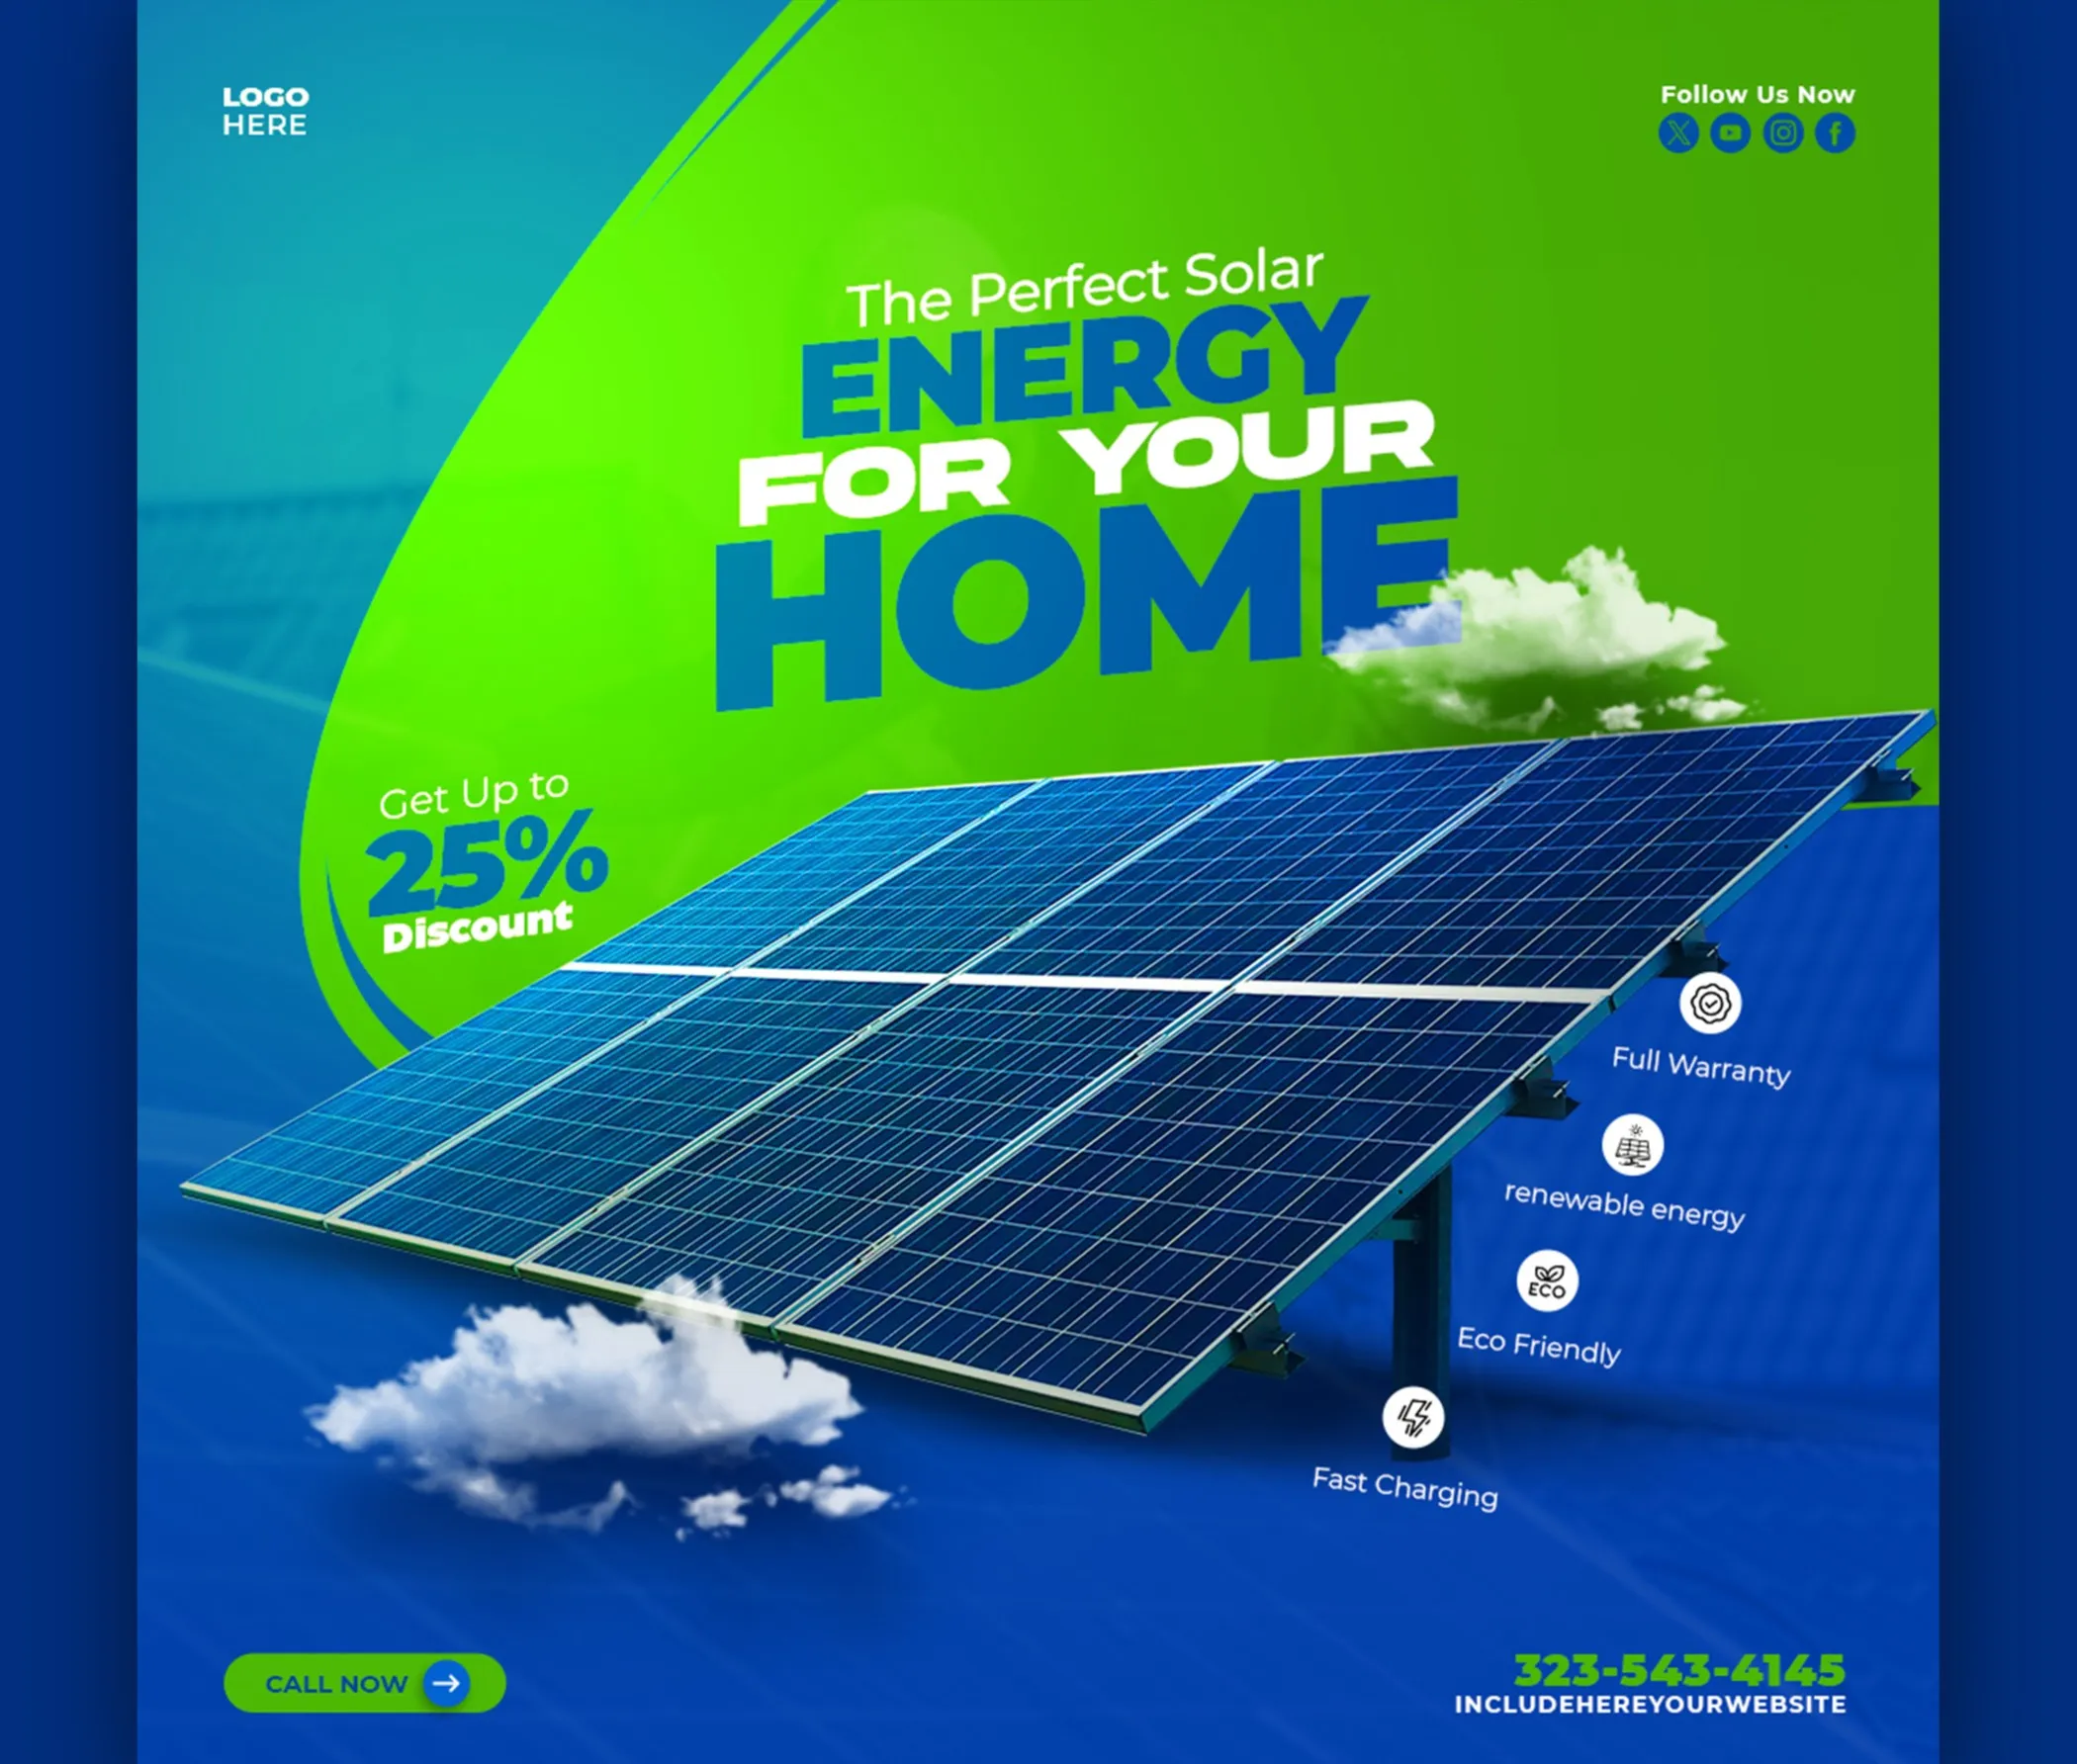 LOGO
HERE
Follow Us Now
The Perfect Solar
ENERGY
FOR YOUR
HOME
Get Up to
25%
Discount
Full Warranty
renewable energy
ECO
Eco Friendly
Fast Charging
CALL NOW
323-543-4145
INCLUDEHEREYOURWEBSITE